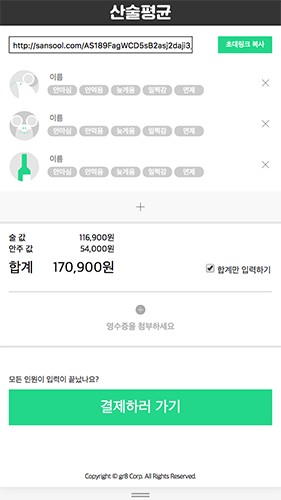 산술평균
http://sansool.com/AS189FagWCD5sB2asj2daji3
초대링크 복사
이름
안마심 안먹음 늦게옴 일찍감 면제
이름
안마심 안먹음 늦게옴 일찍감 면제
이름
안마심 안먹음 늦게옴 일찍감 면제
술 값 116,900원
안주 값 54,000원
합계 170,900원
합계만 입력하기
영수증을 첨부하세요
모든 인원이 입력이 끝났나요?
결제하러 가기
Copyright © gr8 Corp. All Rights Reserved.